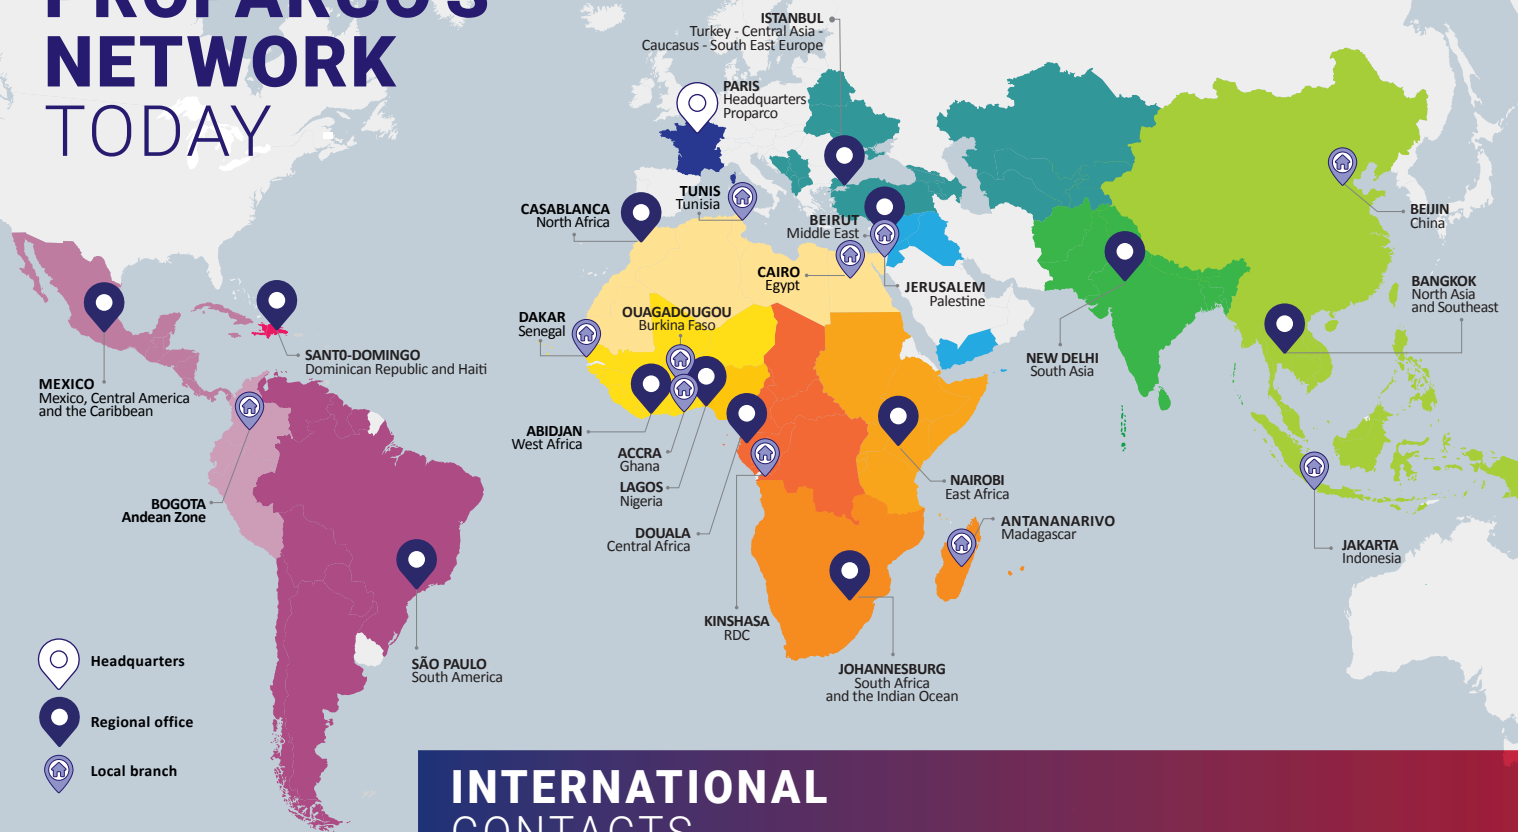 PROPARCO'S
NETWORK
TODAY
ISTANBUL
Turkey - Central Asia -
Caucasus - South East Europe
PARIS
Headquarters
Proparco
TUNIS
Tunisia
CASABLANCA
North Africa
BEIRUT
Middle East
CAIRO
Egypt
JERUSALEM
Palestine
BEIJIN
China
BANGKOK
North Asia
and Southeast
NEW DELHI
South Asia
DAKAR
Senegal
OUAGADOUGOU
Burkina Faso
SANT0-DOMINGO
Dominican Republic and Haiti
MEXICO
Mexico, Central America
and the Caribbean
ABIDJAN
West Africa
ACCRA
Ghana
LAGOS
Nigeria
NAIROBI
East Africa
BOGOTA
Andean Zone
DOUALA
Central Africa
ANTANANARIVO
Madagascar
JAKARTA
Indonesia
KINSHASA
RDC
SÃO PAULO
South America
JOHANNESBURG
South Africa
and the Indian Ocean
Headquarters
Regional office
Local branch
INTERNATIONAL
CONTACTS